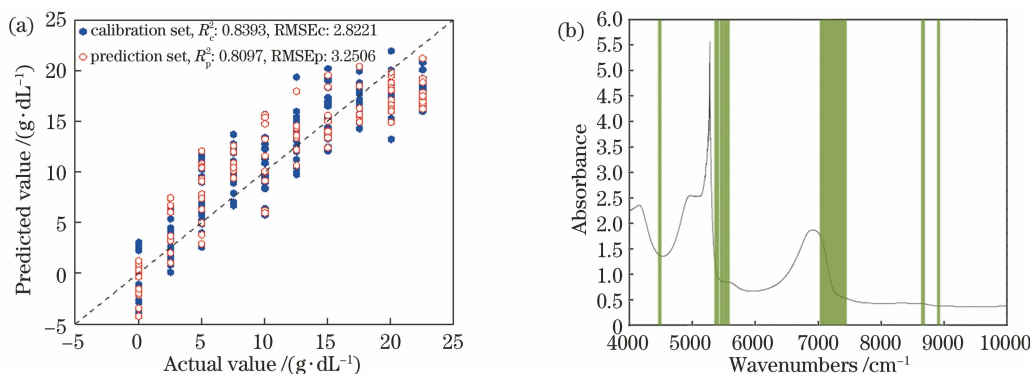 (a)
calibration set, R²c: 0.8393, RMSEc: 2.8221
prediction set, R²p: 0.8097, RMSEp: 3.2506
25
20
15
10
5
0
−5
Predicted value /(g·dL⁻¹)
−5 0 5 10 15 20 25
Actual value /(g·dL⁻¹)
(b)
6.0
5.5
5.0
4.5
4.0
3.5
3.0
2.5
2.0
1.5
1.0
0.5
0
Absorbance
4000 5000 6000 7000 8000 9000 10000
Wavenumbers /cm⁻¹